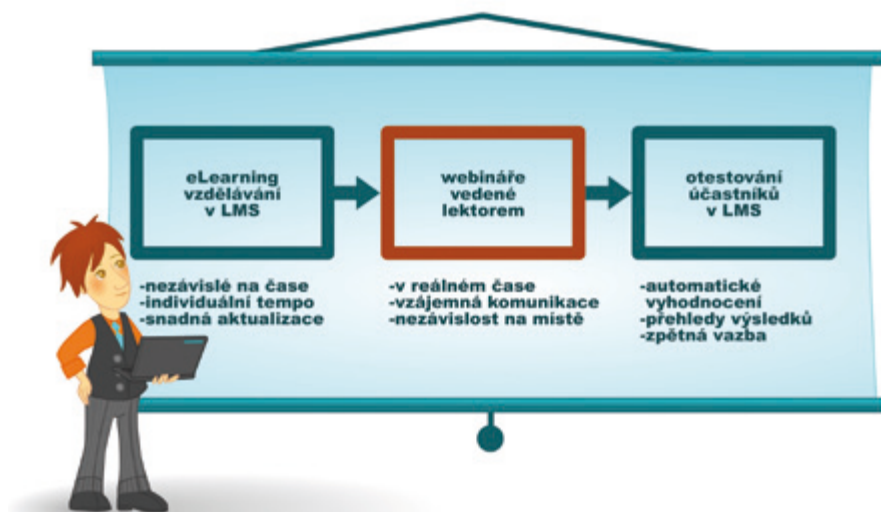 eLearning
vzdělávání
v LMS
webináře
vedené
lektorem
otestování
účastníků
v LMS
-nezávislé na čase
-individuální tempo
-snadná aktualizace
-v reálném čase
-vzájemná komunikace
-nezávislost na místě
-automatické
vyhodnocení
-přehledy výsledků
-zpětná vazba